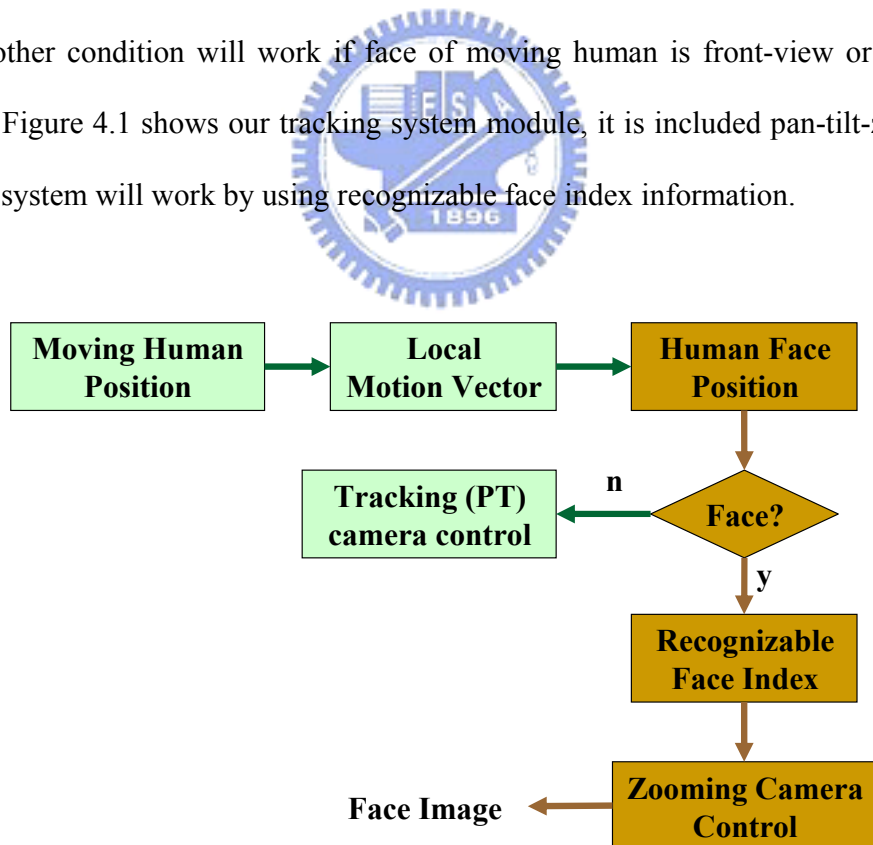 other condition will work if face of moving human is front-view or
Figure 4.1 shows our tracking system module, it is included pan-tilt-
system will work by using recognizable face index information.
E S A
1896
Moving Human
Position
Local
Motion Vector
Human Face
Position
Tracking (PT)
camera control
n
Face?
y
Recognizable
Face Index
Face Image
Zooming Camera
Control